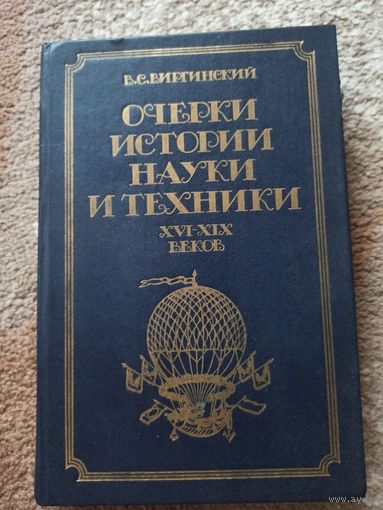 В.С.ВИРГИНСКИЙ
ОЧЕРКИ
ИСТОРИИ
НАУКИ
И ТЕХНИКИ
XVI-XIX
ВЕКОВ